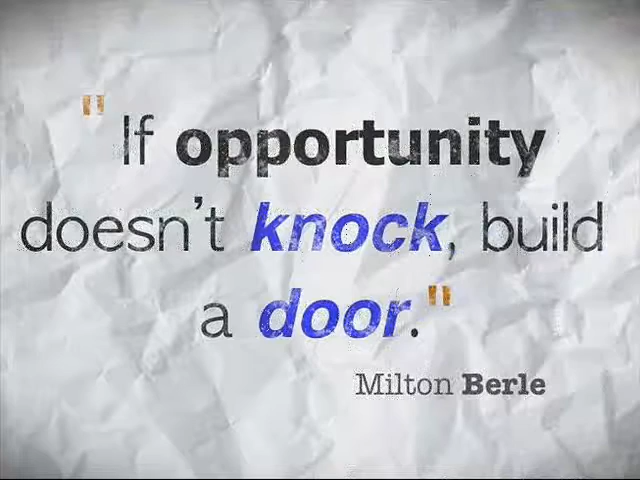 " If opportunity
doesn't knock, build
a door."
Milton Berle